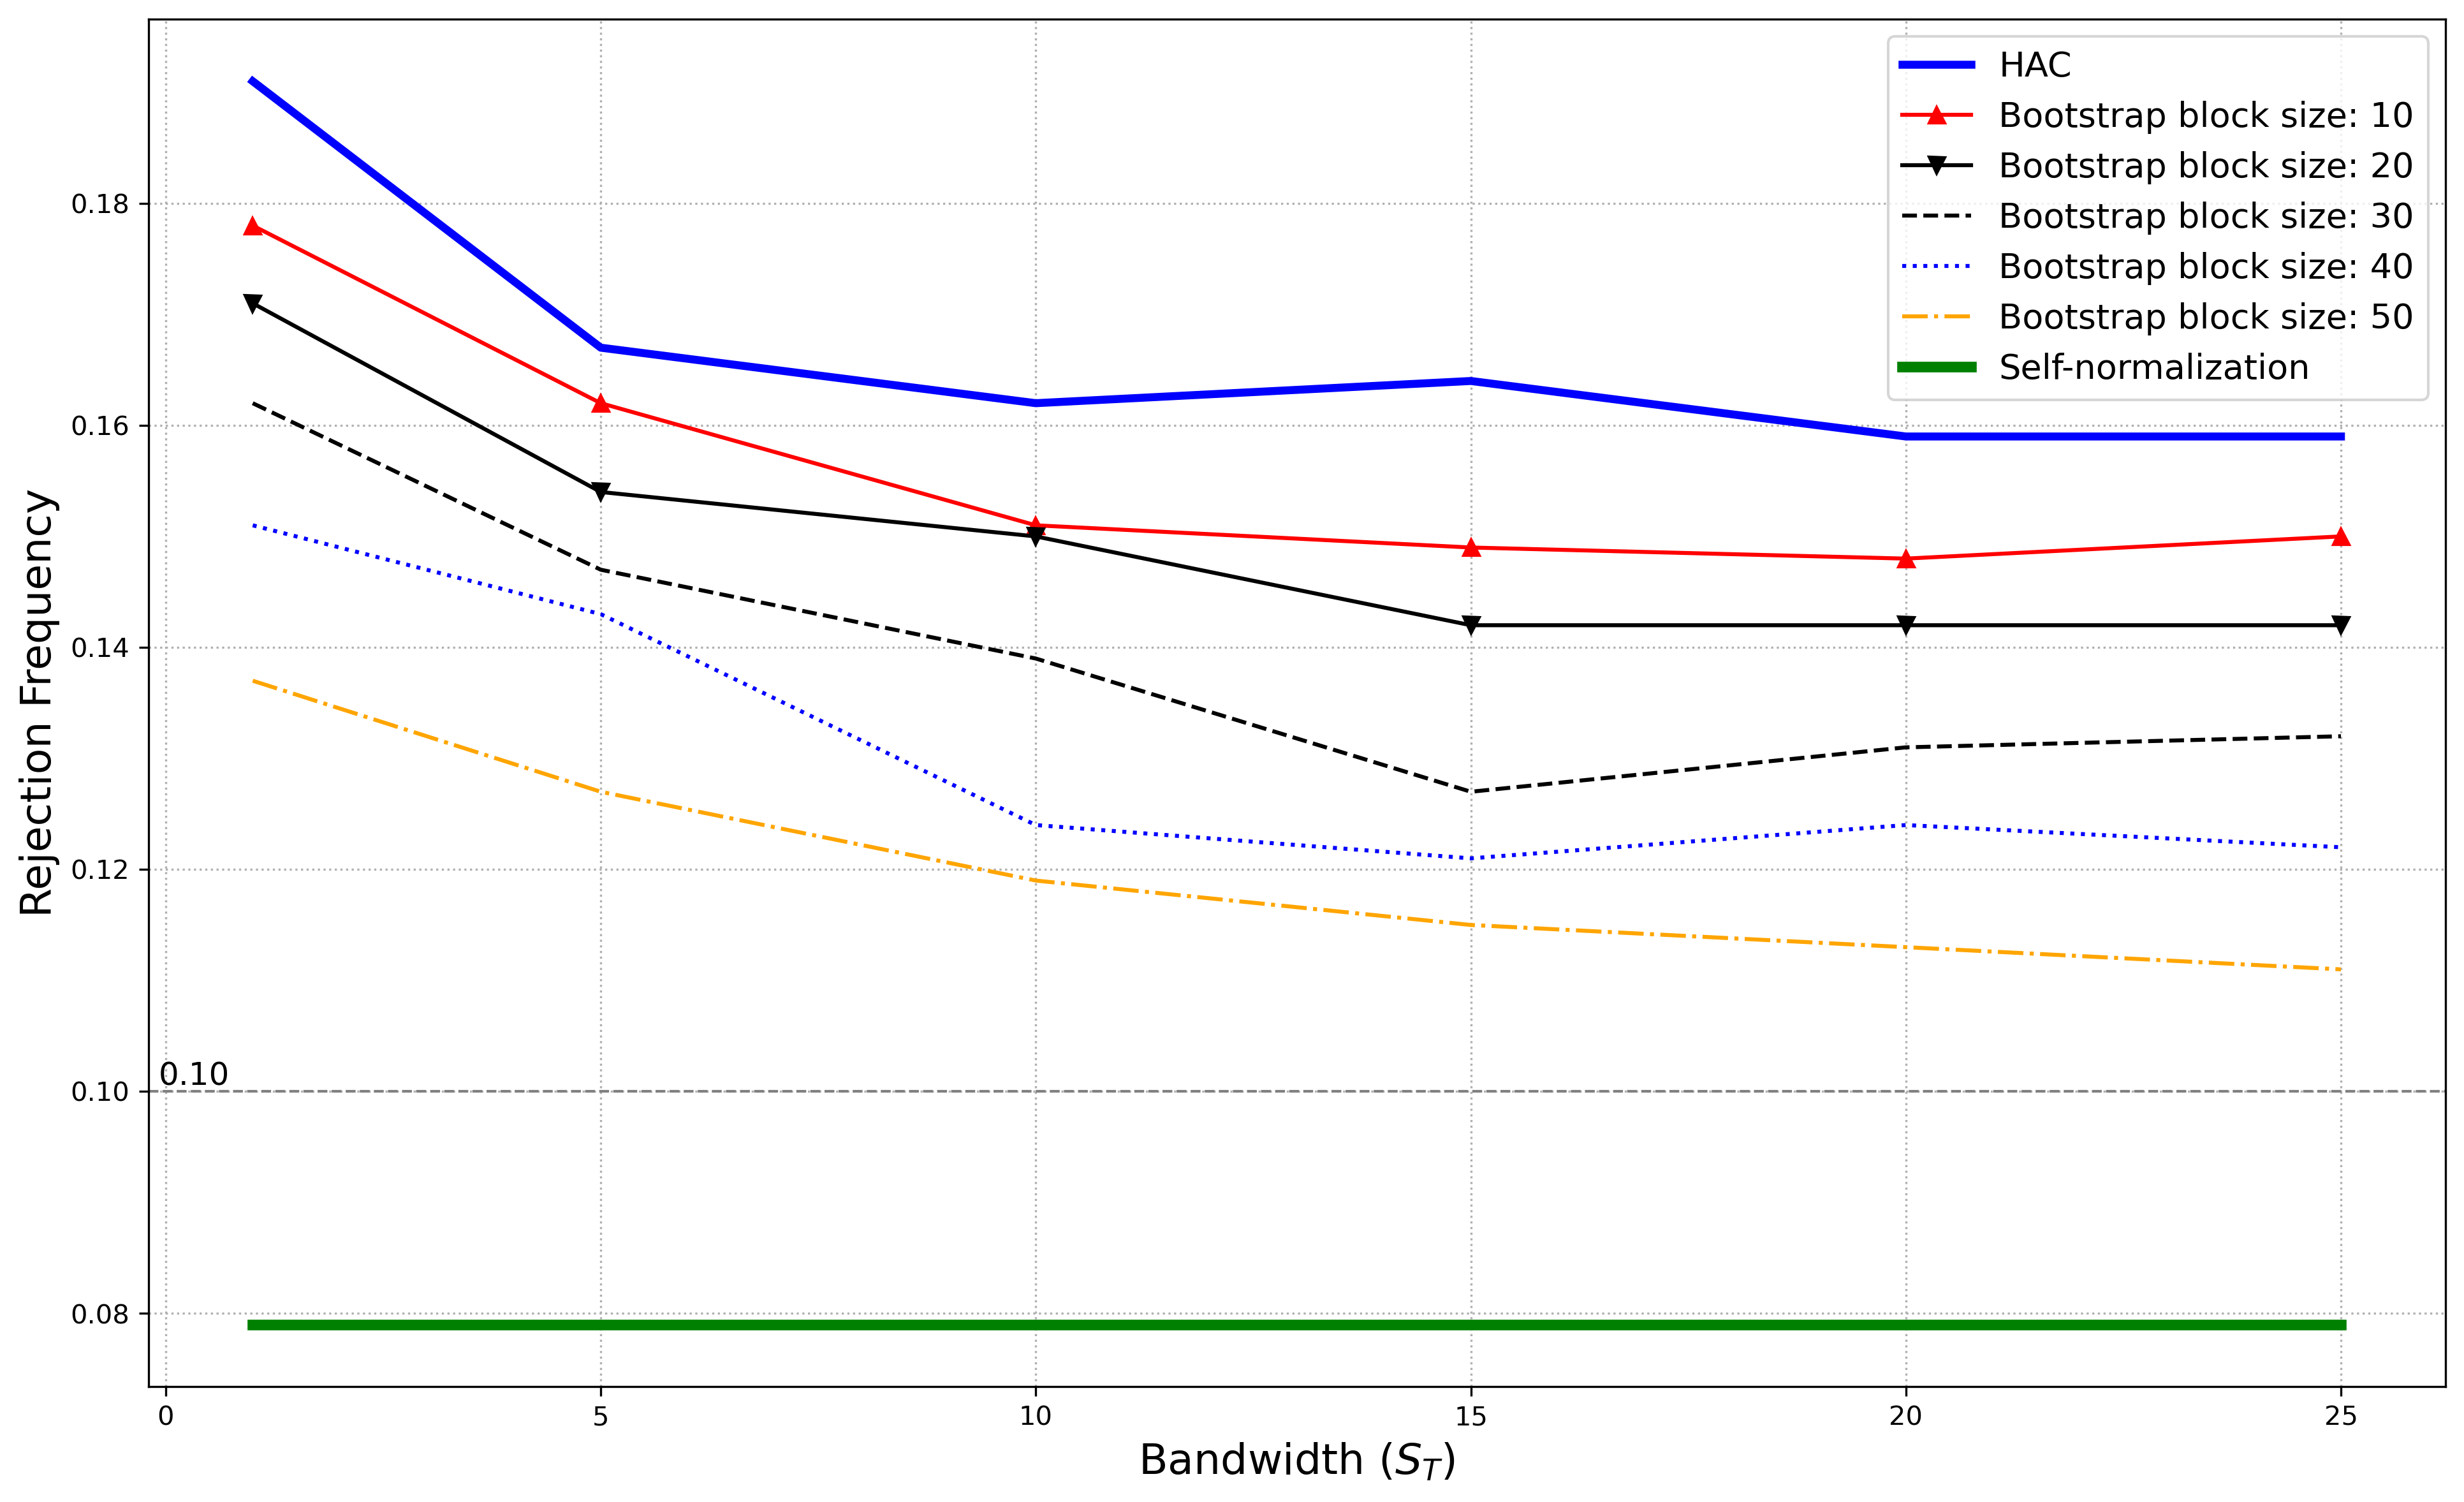 HAC
Bootstrap block size: 10
Bootstrap block size: 20
Bootstrap block size: 30
Bootstrap block size: 40
Bootstrap block size: 50
Self-normalization
Rejection Frequency
0.18
0.16
0.14
0.12
0.10
0.10
0.08
0 5 10 15 20 25
Bandwidth ($S_T$)